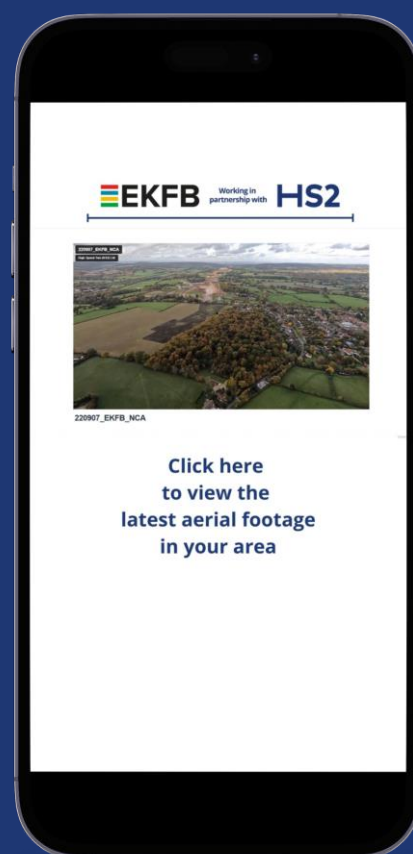 EKFB
Working in
partnership with
HS2
220907_EKFB_NCA
220907_EKFB_NCA
Click here
to view the
latest aerial footage
in your area